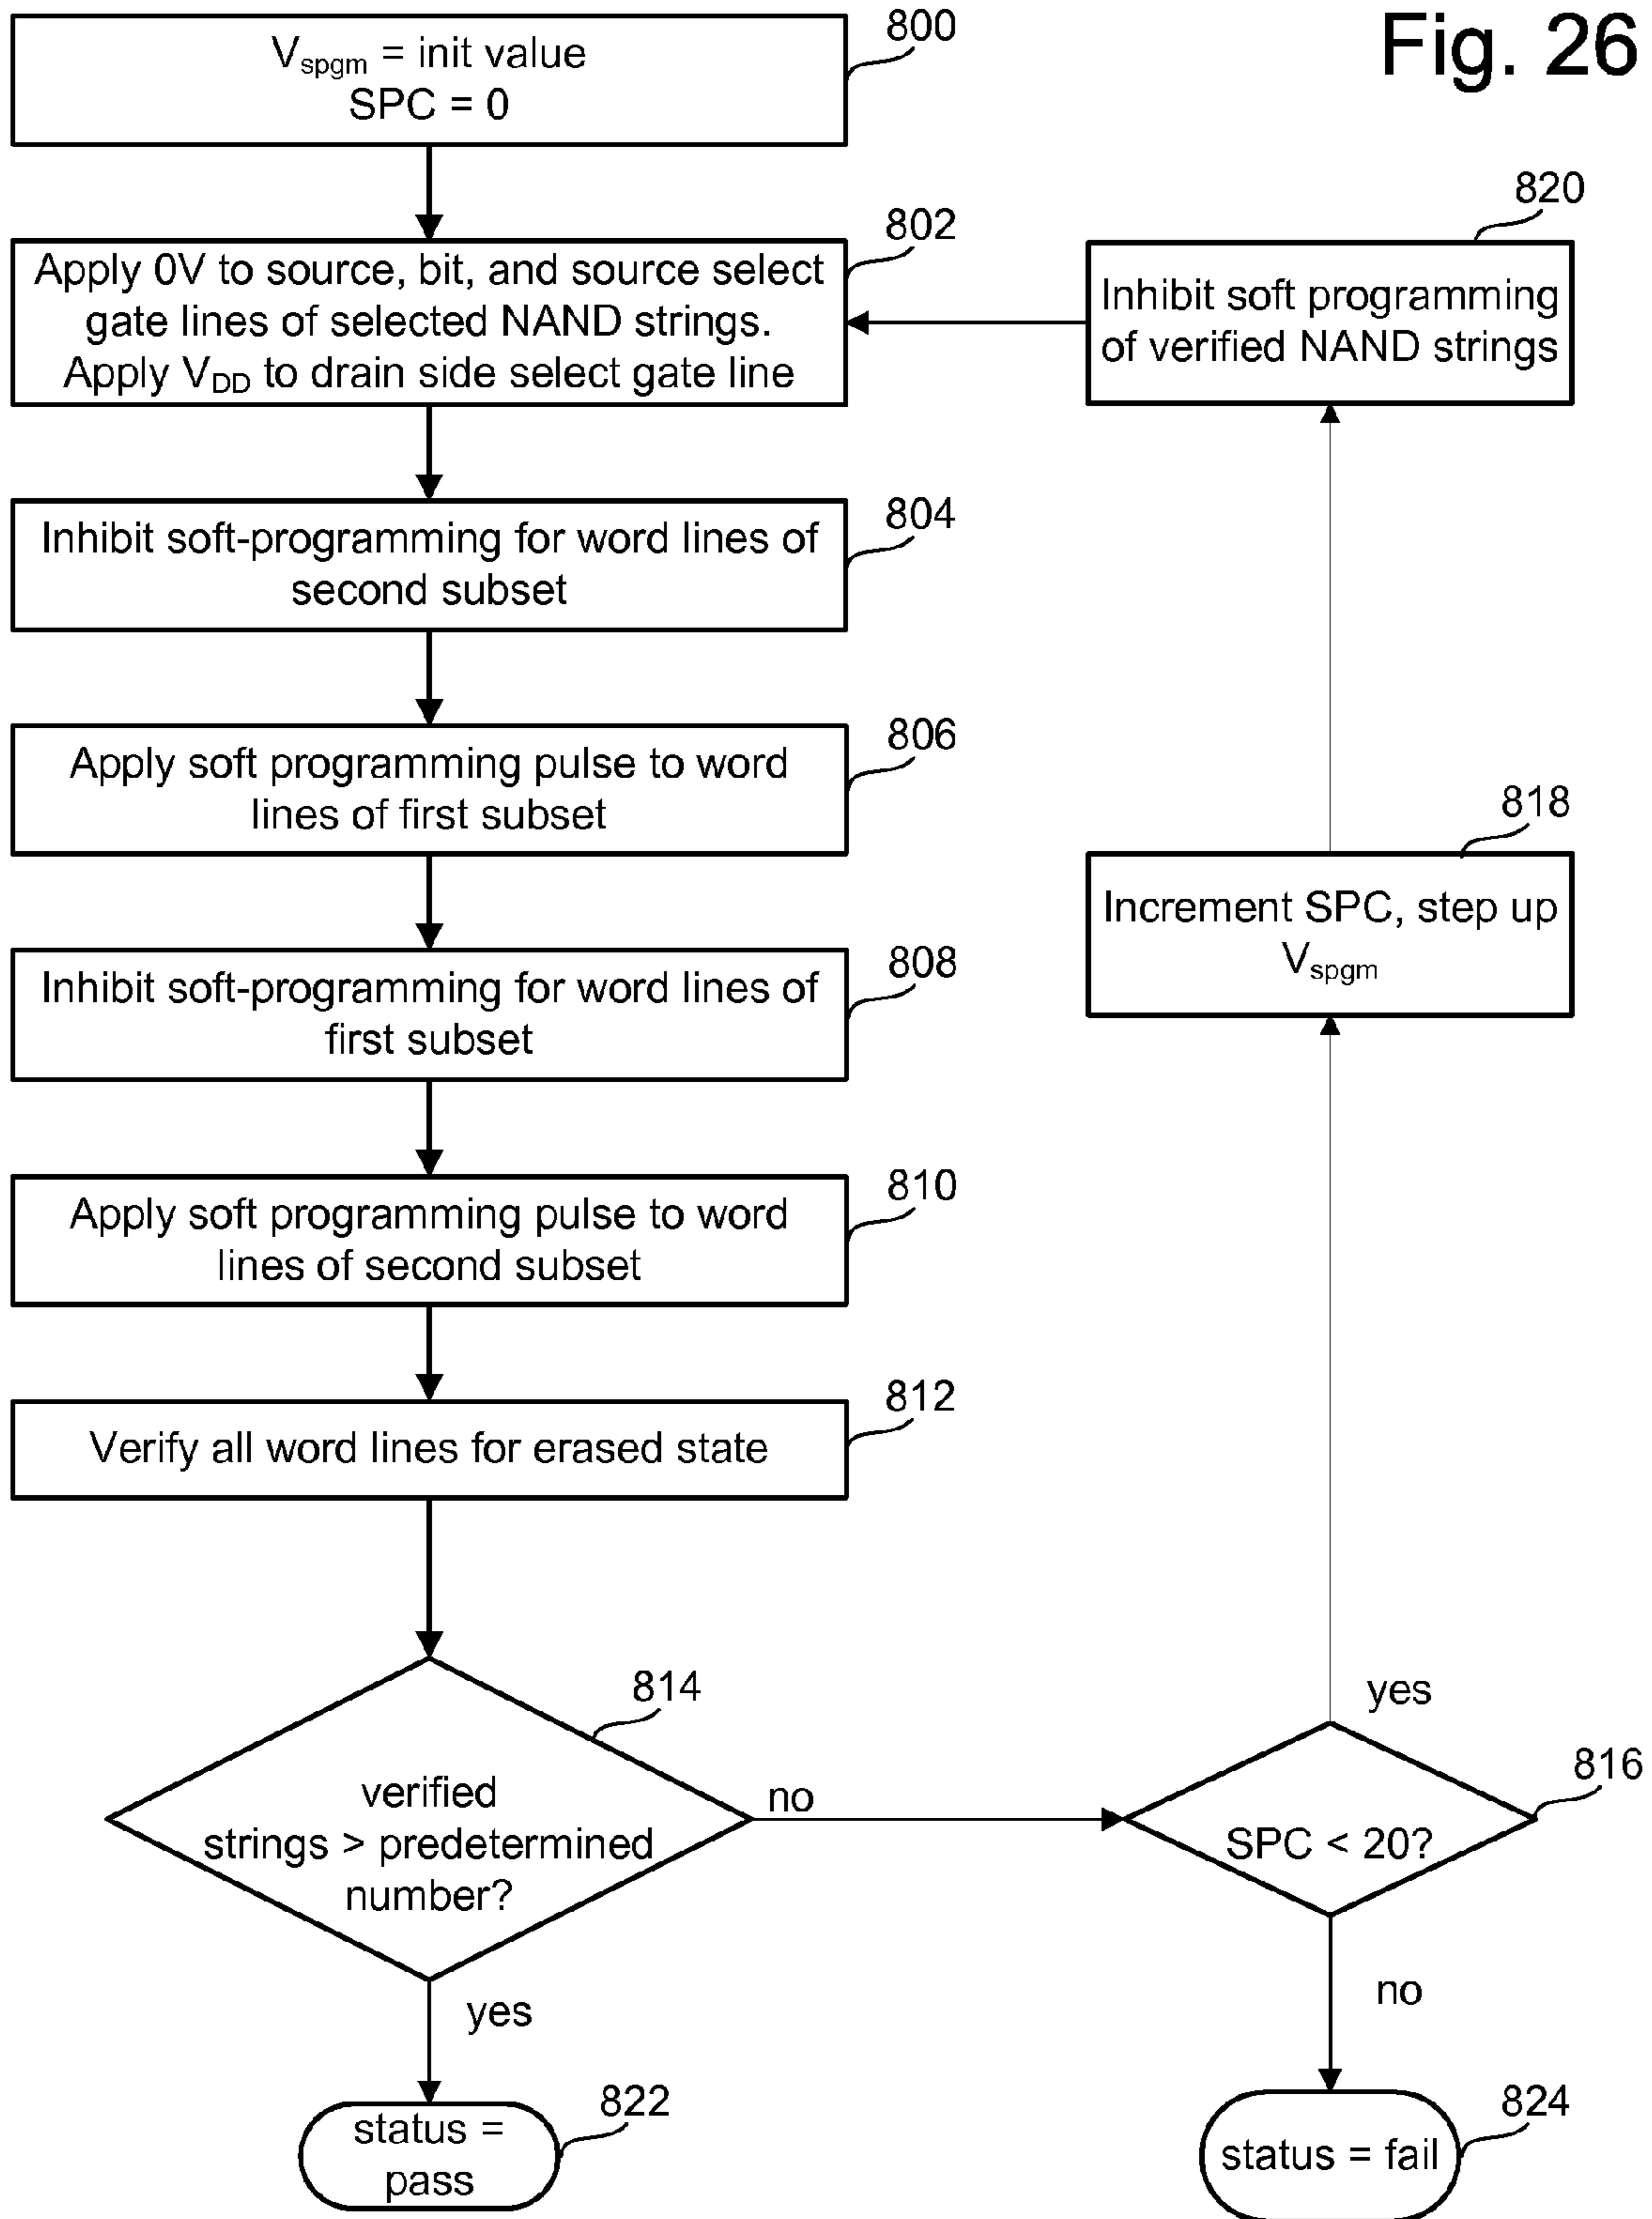 Fig. 26
800
V_spgm = init value
SPC = 0
802
Apply 0V to source, bit, and source select
gate lines of selected NAND strings.
Apply V_DD to drain side select gate line
820
Inhibit soft programming
of verified NAND strings
804
Inhibit soft-programming for word lines of
second subset
806
Apply soft programming pulse to word
lines of first subset
818
Increment SPC, step up
V_spgm
808
Inhibit soft-programming for word lines of
first subset
810
Apply soft programming pulse to word
lines of second subset
812
Verify all word lines for erased state
814
verified
strings > predetermined
number?
no
yes
816
SPC < 20?
yes
no
822
status =
pass
824
status = fail